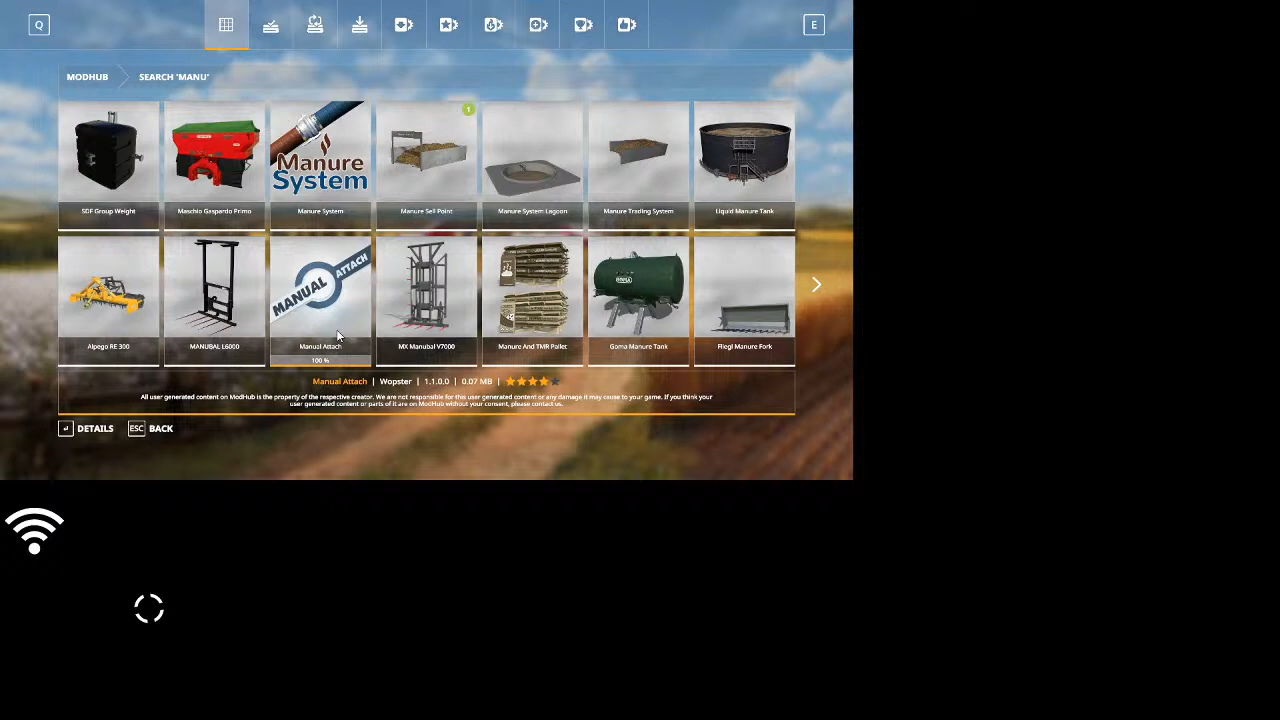 Q
E
MODHUB
SEARCH 'MANU'
1
Manure
System
SDF Group Weight
Maschio Gaspardo Primo
Manure System
Manure Sell Point
Manure System Lagoon
Manure Trading System
Liquid Manure Tank
MANUAL ATTACH
GOMA
Alpego RE 300
MANUBAL L6000
Manual Attach
MX Manubal V7000
Manure And TMR Pallet
Goma Manure Tank
Fliegl Manure Fork
100 %
Manual Attach | Wopster | 1.1.0.0 | 0.07 MB |
All user generated content on ModHub is the property of the respective creator. We are not responsible for this user generated content or any damage it may cause to your game. If you think your
user generated content or parts of it are on ModHub without your consent, please contact us.
DETAILS
ESC BACK